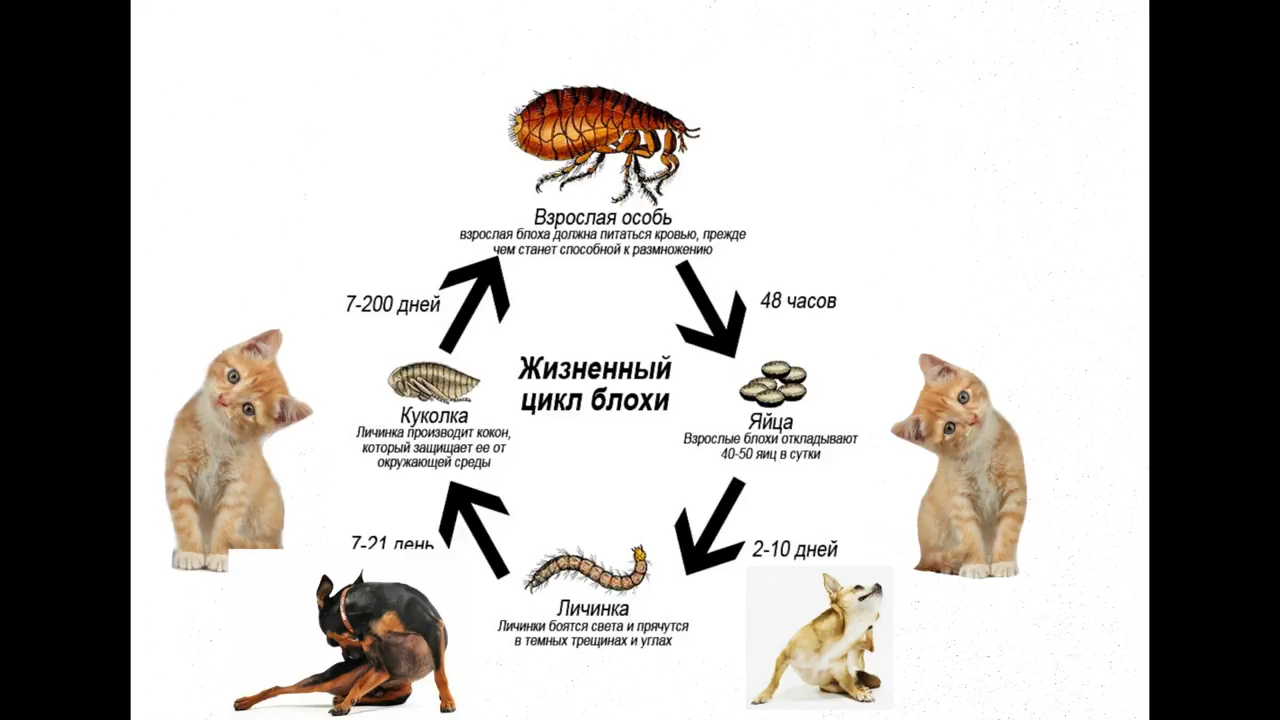 Взрослая особь
взрослая блоха должна питаться кровью, прежде
чем станет способной к размножению
7-200 дней
48 часов
Жизненный
цикл блохи
Куколка
Личинка производит кокон,
который защищает ее от
окружающей среды
Яйца
Взрослые блохи откладывают
40-50 яиц в сутки
7-21 день
2-10 дней
Личинка
Личинки боятся света и прячутся
в темных трещинах и углах